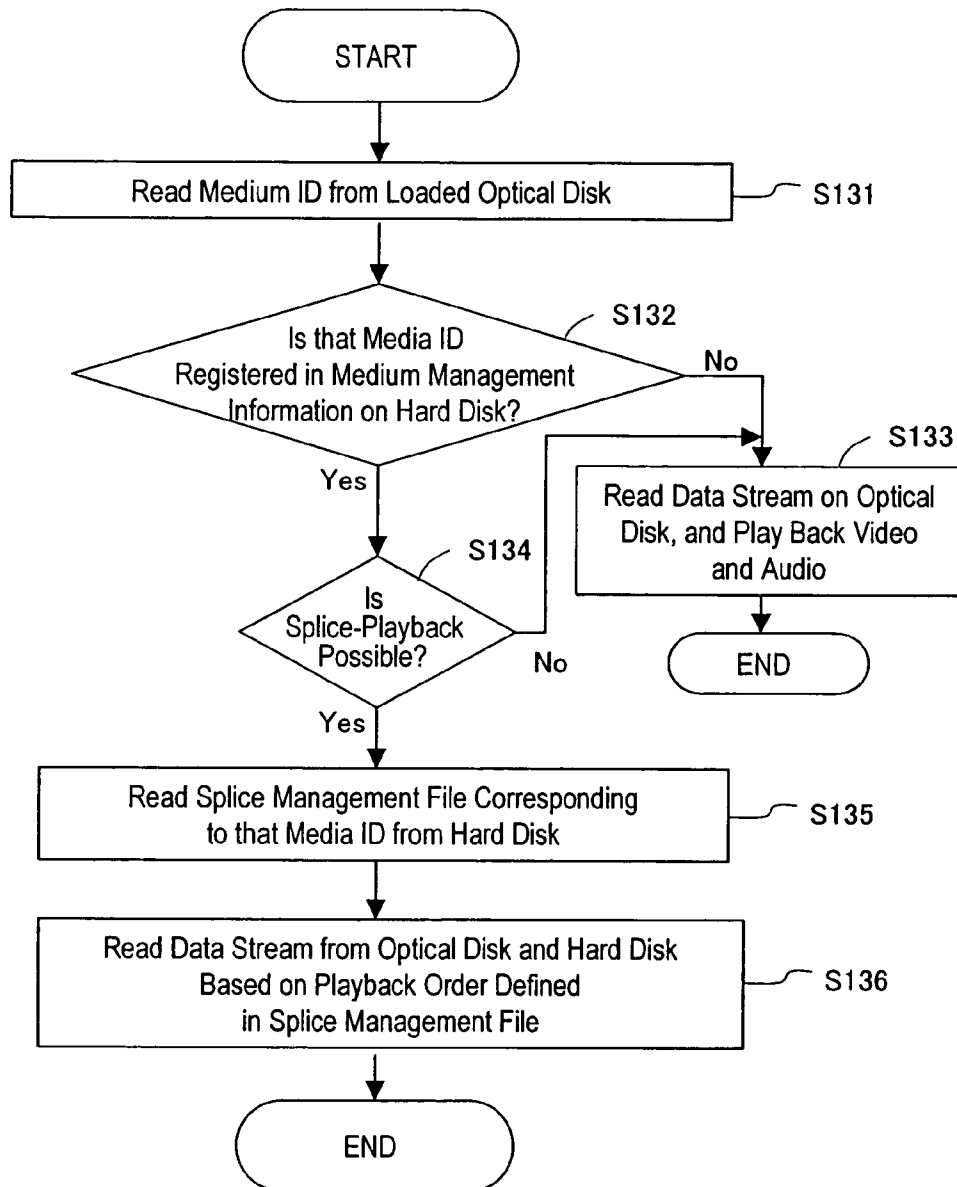 START
Read Medium ID from Loaded Optical Disk
S131
Is that Media ID
Registered in Medium Management
Information on Hard Disk?
S132
No
Yes
S133
Read Data Stream on Optical
Disk, and Play Back Video
and Audio
END
S134
Is
Splice-Playback
Possible?
No
Yes
Read Splice Management File Corresponding
to that Media ID from Hard Disk
S135
Read Data Stream from Optical Disk and Hard Disk
Based on Playback Order Defined
in Splice Management File
S136
END